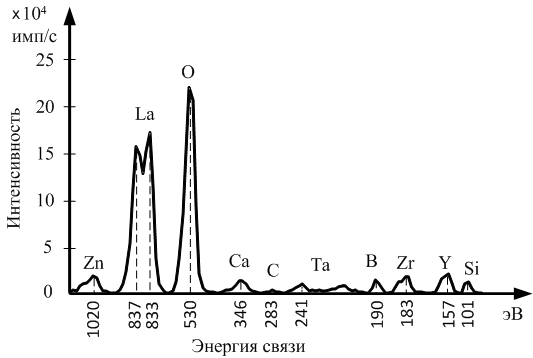 x10⁴
имп/с
25
20
15
10
5
0
Интенсивность
Zn
La
O
Ca
C
Ta
B
Zr
Y
Si
1020
837
833
530
346
283
241
190
183
157
101
эВ
Энергия связи